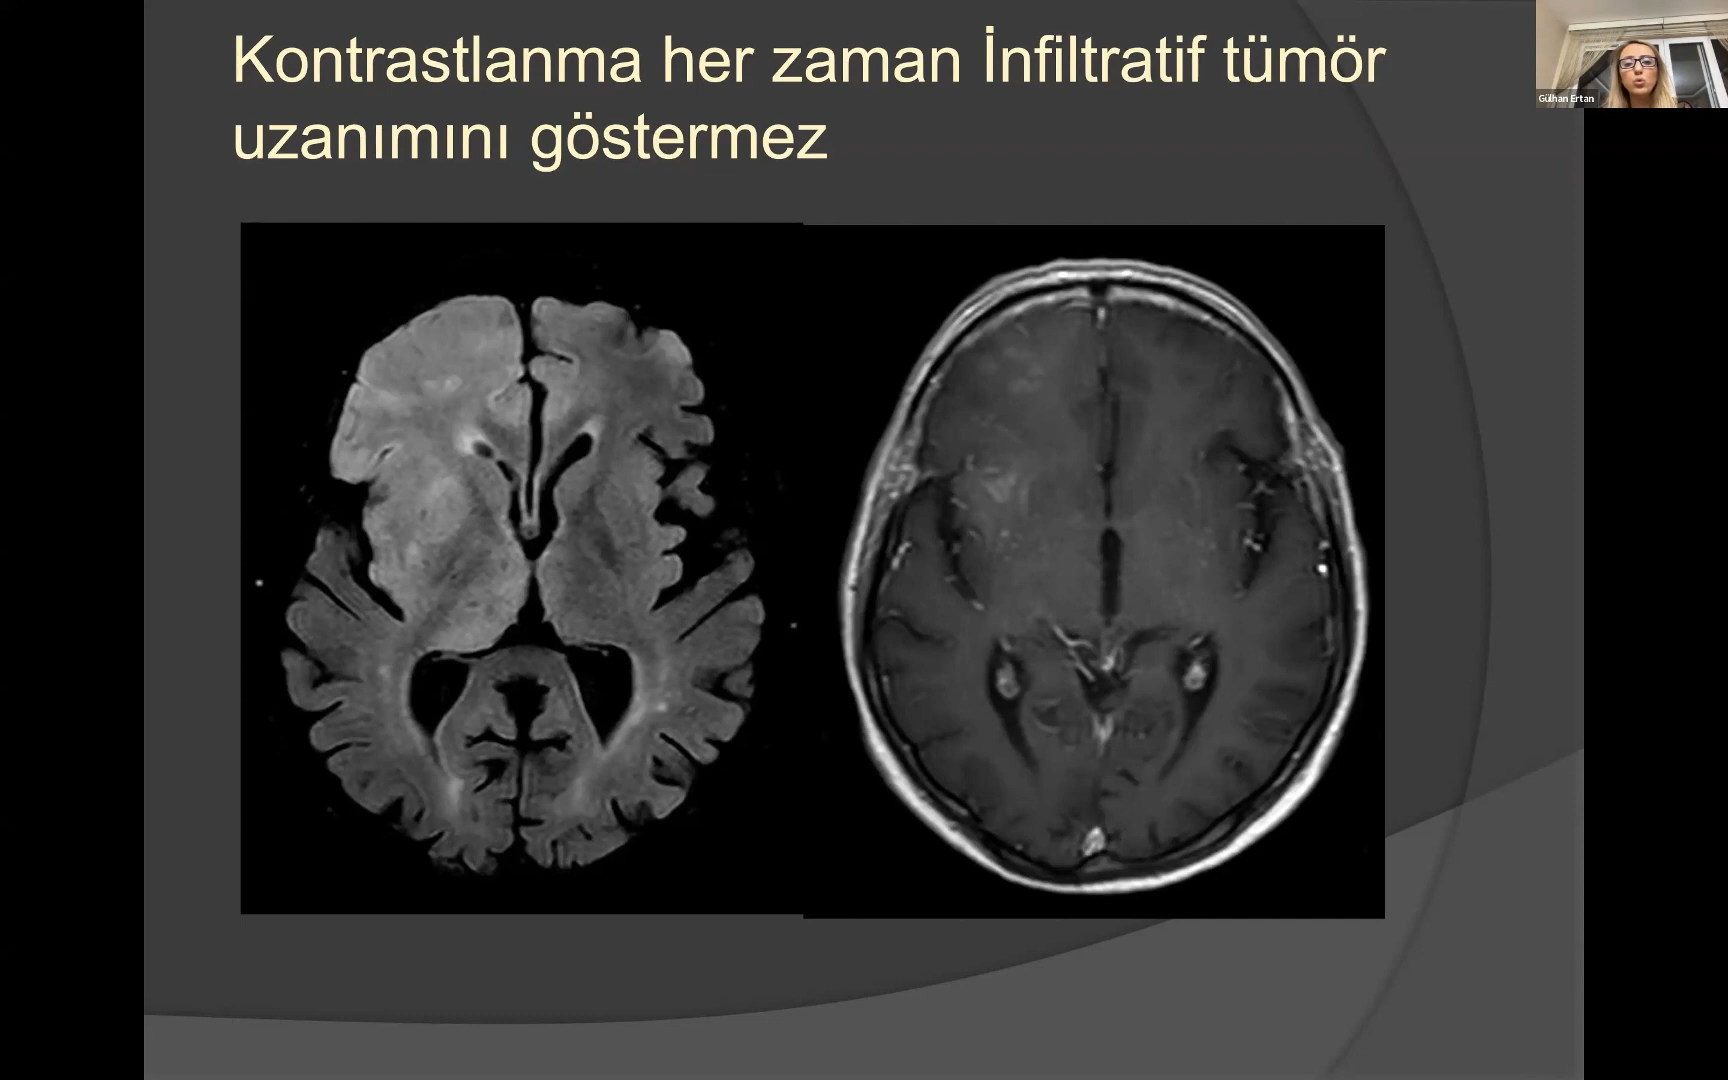 Kontrastlanma her zaman İnfiltratif tümör
uzanımını göstermez
Gülhan Ertan